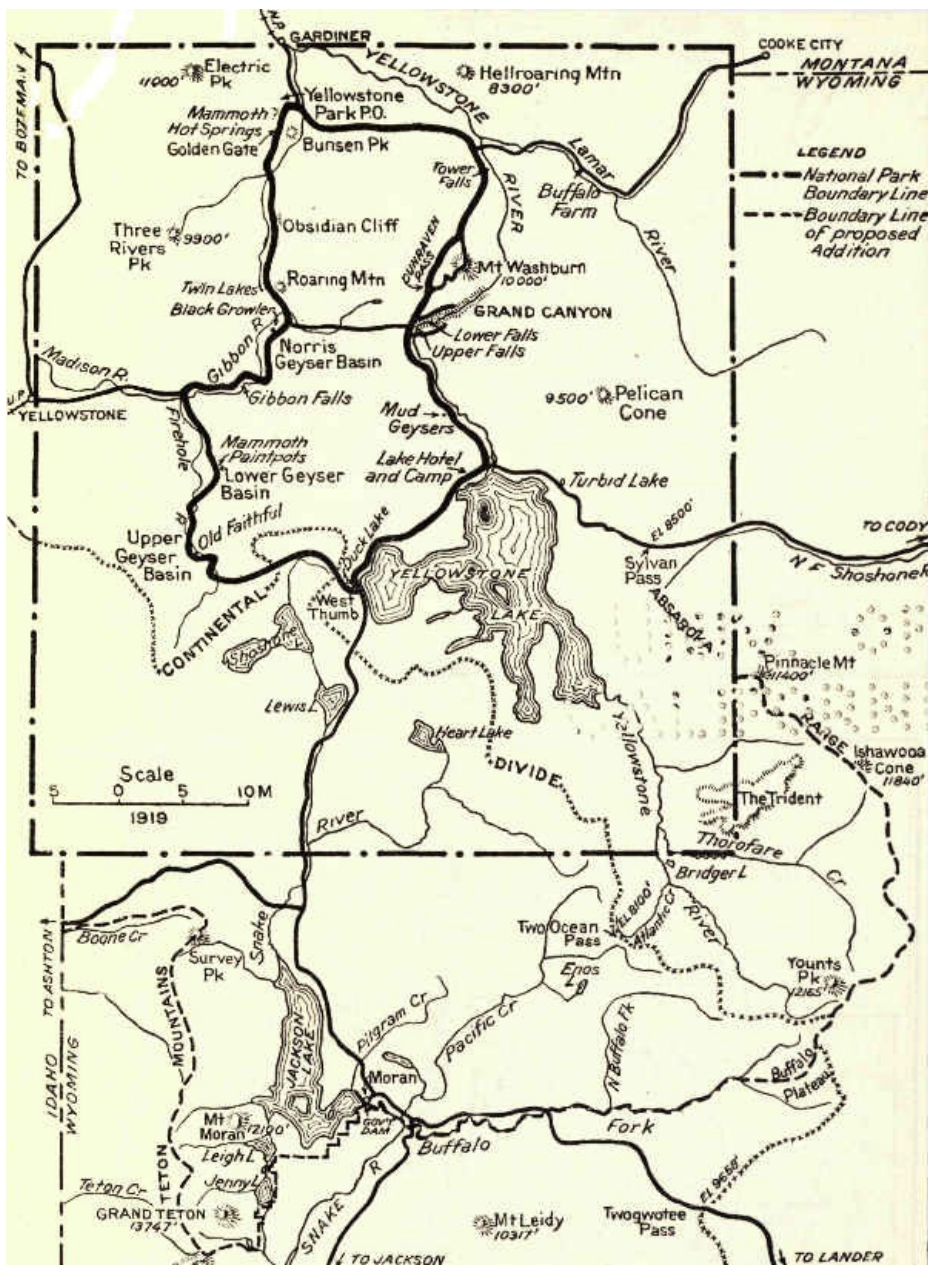 N.P.
GARDINER
YELLOWSTONE
RIVER
COOKE CITY
MONTANA
WYOMING
TO BOZEMAN
11000'
Electric
Pk
Hellroaring Mtn
8300'
Yellowstone
Park P.O.
Mammoth
Hot Springs
Golden Gate
Bunsen Pk
Lamar
River
Tower
Falls
Buffalo
Farm
LEGEND
National Park
Boundary Line
Boundary Line
of proposed
Addition
Three
Rivers
Pk
9900'
Obsidian Cliff
DUNRAVEN
PASS
Mt Washburn
10000'
Twin Lakes
Roaring Mtn
Black Growler
GRAND CANYON
Lower Falls
Upper Falls
Gibbon R.
Norris
Geyser Basin
Madison R.
Gibbon Falls
U.P.
YELLOWSTONE
9500'
Pelican
Cone
Mud
Geysers
Firehole
R
Mammoth
Paintpots
Lower Geyser
Basin
Lake Hotel
and Camp
Turbid Lake
Old Faithful
Upper
Geyser
Basin
Duck Lake
EL 8500'
TO CODY
Sylvan
Pass
N F Shoshone R
YELLOWSTONE
LAKE
West
Thumb
CONTINENTAL
DIVIDE
Shoshone L
ABSAROKA
RANGE
Pinnacle Mt
11400'
Lewis L
Heart Lake
Yellowstone
River
Ishawooa
Cone
11840'
Scale
5 0 5 10 M
1919
The Trident
River
Thorofare
Cr
Bridger L
EL 8100'
Atlantic Cr
Two Ocean
Pass
Boone Cr
TO ASHTON
Survey
Pk
Snake
Enos
L
Younts
Pk
12165'
MOUNTAINS
TETON
JACKSON
LAKE
Pilgram Cr
Pacific Cr
N Buffalo Fk
Buffalo
Plateau
IDAHO
WYOMING
Moran
Mt
Moran
12100'
GOV'T
DAM
Buffalo
Fork
Leigh L
Jenny L
Teton Cr
GRAND TETON
13747'
SNAKE
R
Mt Leidy
10317'
EL 9658'
Twogwotee
Pass
TO JACKSON
TO LANDER